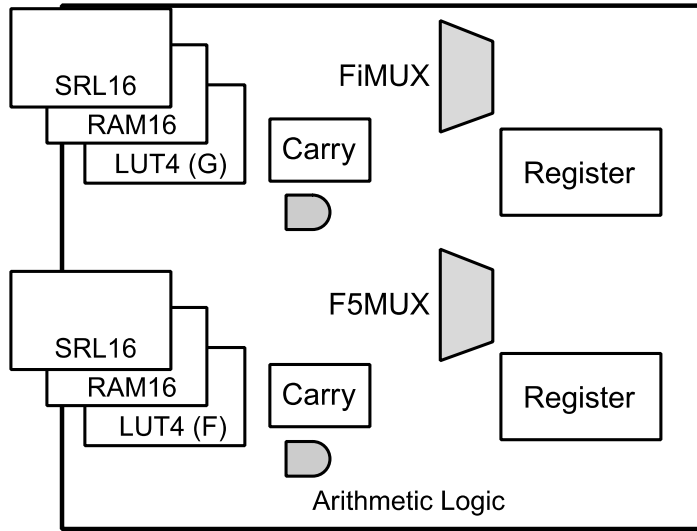 FiMUX
SRL16
RAM16
LUT4 (G)
Carry
Register
F5MUX
SRL16
RAM16
LUT4 (F)
Carry
Register
Arithmetic Logic